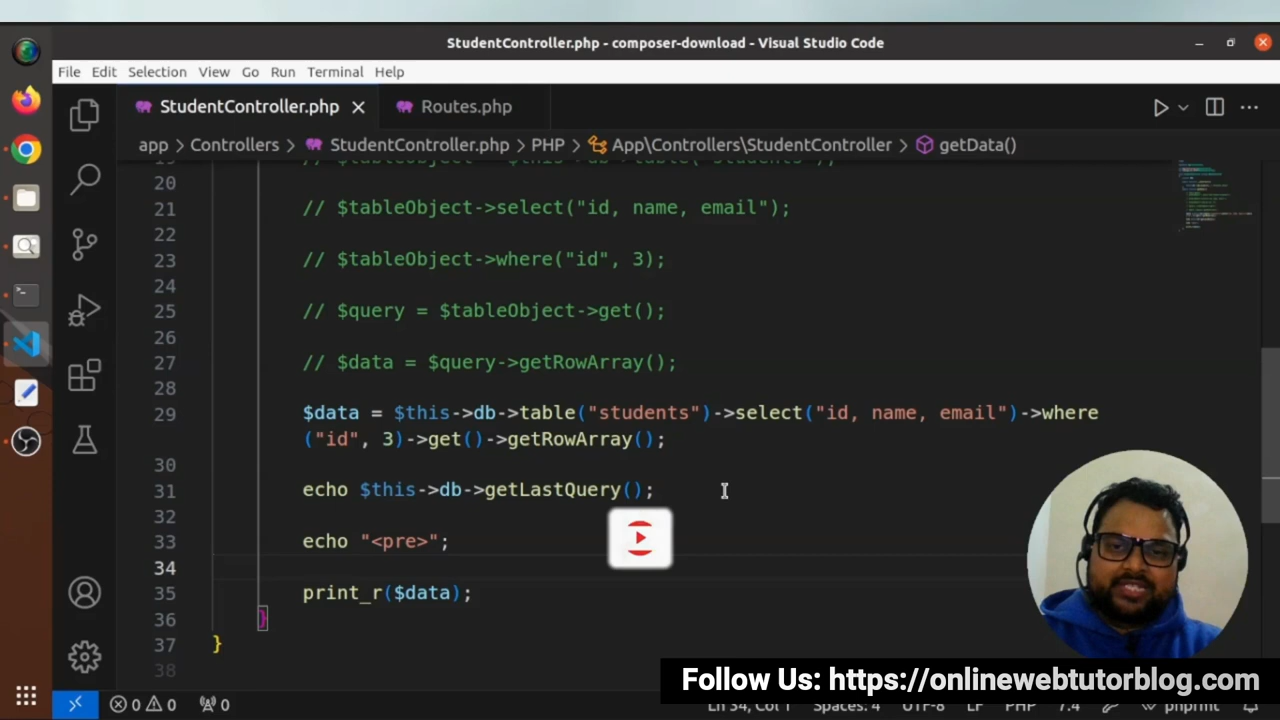 StudentController.php - composer-download - Visual Studio Code
File Edit Selection View Go Run Terminal Help
StudentController.php Routes.php
app > Controllers > StudentController.php > PHP > App\Controllers\StudentController > getData()
20
21 // $tableObject->select("id, name, email");
22
23 // $tableObject->where("id", 3);
24
25 // $query = $tableObject->get();
26
27 // $data = $query->getRowArray();
28
29 $data = $this->db->table("students")->select("id, name, email")->where
("id", 3)->get()->getRowArray();
30
31 echo $this->db->getLastQuery();
32
33 echo "<pre>";
34
35 print_r($data);
36 }
37 }
38
Follow Us: https://onlinewebtutorblog.com
0 0 0